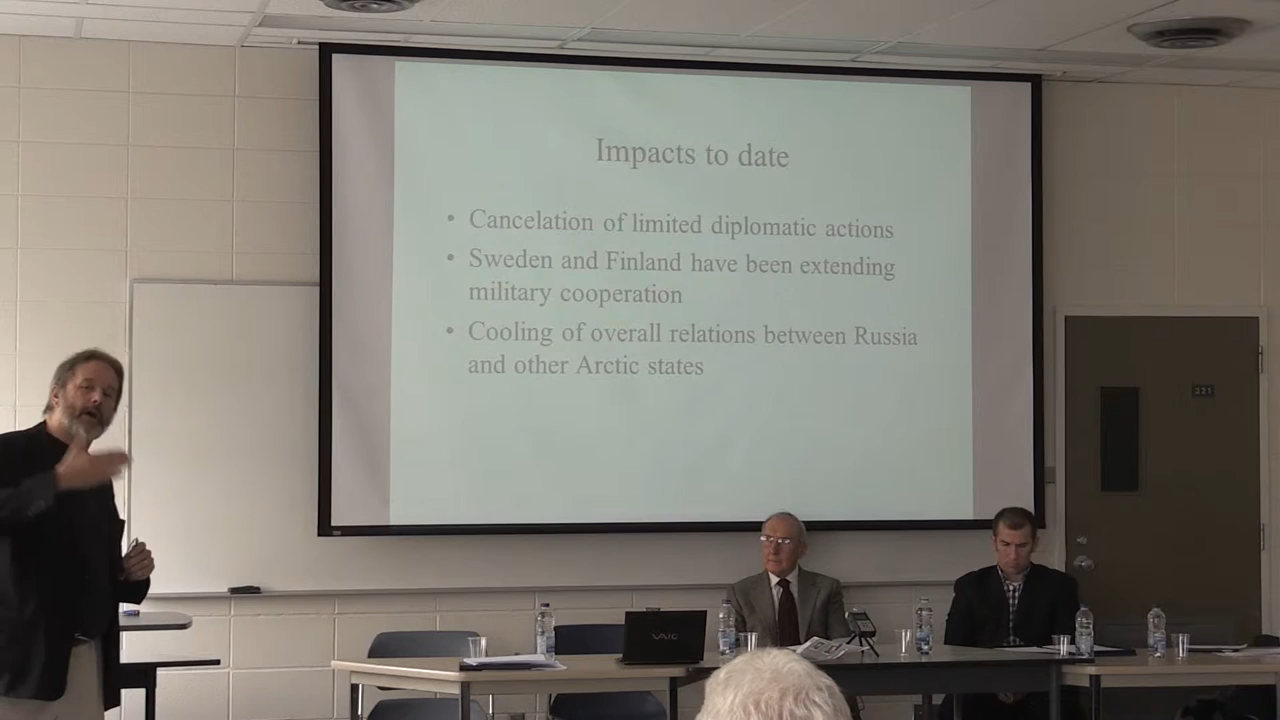 Impacts to date
• Cancelation of limited diplomatic actions
• Sweden and Finland have been extending
military cooperation
• Cooling of overall relations between Russia
and other Arctic states
321
VAIO